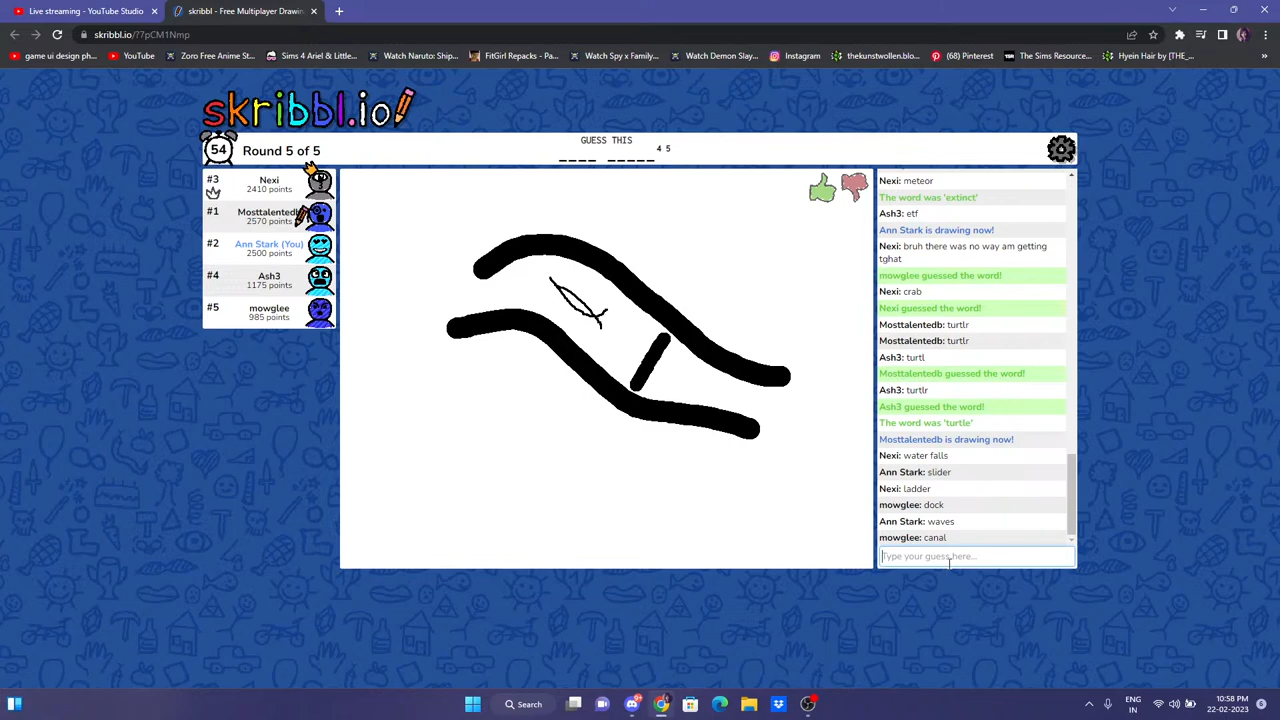 Live streaming - YouTube Studio
skribbl - Free Multiplayer Drawin
skribbl.io/?7pCM1Nmp
game ui design ph...
YouTube
Zoro Free Anime St...
Sims 4 Ariel & Little...
Watch Naruto: Ship...
FitGirl Repacks - Pa...
Watch Spy x Family...
Watch Demon Slay...
Instagram
thekunstwollen.blo...
(68) Pinterest
The Sims Resource...
Hyein Hair by [THE_...
skribbl.io
54
Round 5 of 5
GUESS THIS
4 5
#3
Nexi
2410 points
#1
Mosttalentedb
2570 points
#2
Ann Stark (You)
2500 points
#4
Ash3
1175 points
#5
mowglee
985 points
Nexi: meteor
The word was 'extinct'
Ash3: etf
Ann Stark is drawing now!
Nexi: bruh there was no way am getting
tghat
mowglee guessed the word!
Nexi: crab
Nexi guessed the word!
Mosttalentedb: turtlr
Mosttalentedb: turtlr
Ash3: turtl
Mosttalentedb guessed the word!
Ash3: turtlr
Ash3 guessed the word!
The word was 'turtle'
Mosttalentedb is drawing now!
Nexi: water falls
Ann Stark: slider
Nexi: ladder
mowglee: dock
Ann Stark: waves
mowglee: canal
Type your guess here...
Search
9+
ENG
IN
10:58 PM
22-02-2023